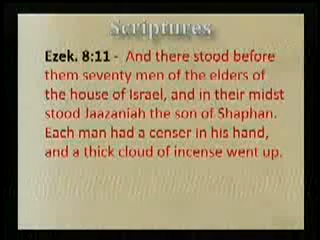 Scriptures
Ezek. 8:11 - And there stood before
them seventy men of the elders of
the house of Israel, and in their midst
stood Jaazaniah the son of Shaphan.
Each man had a censer in his hand,
and a thick cloud of incense went up.